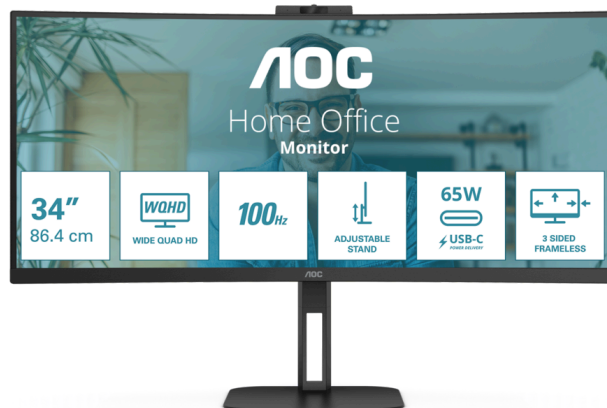 AOC
Home Office
Monitor
34"
86.4 cm
WQHD
WIDE QUAD HD
100Hz
ADJUSTABLE
STAND
65W
USB-C
POWER DELIVERY
3 SIDED
FRAMELESS
AOC